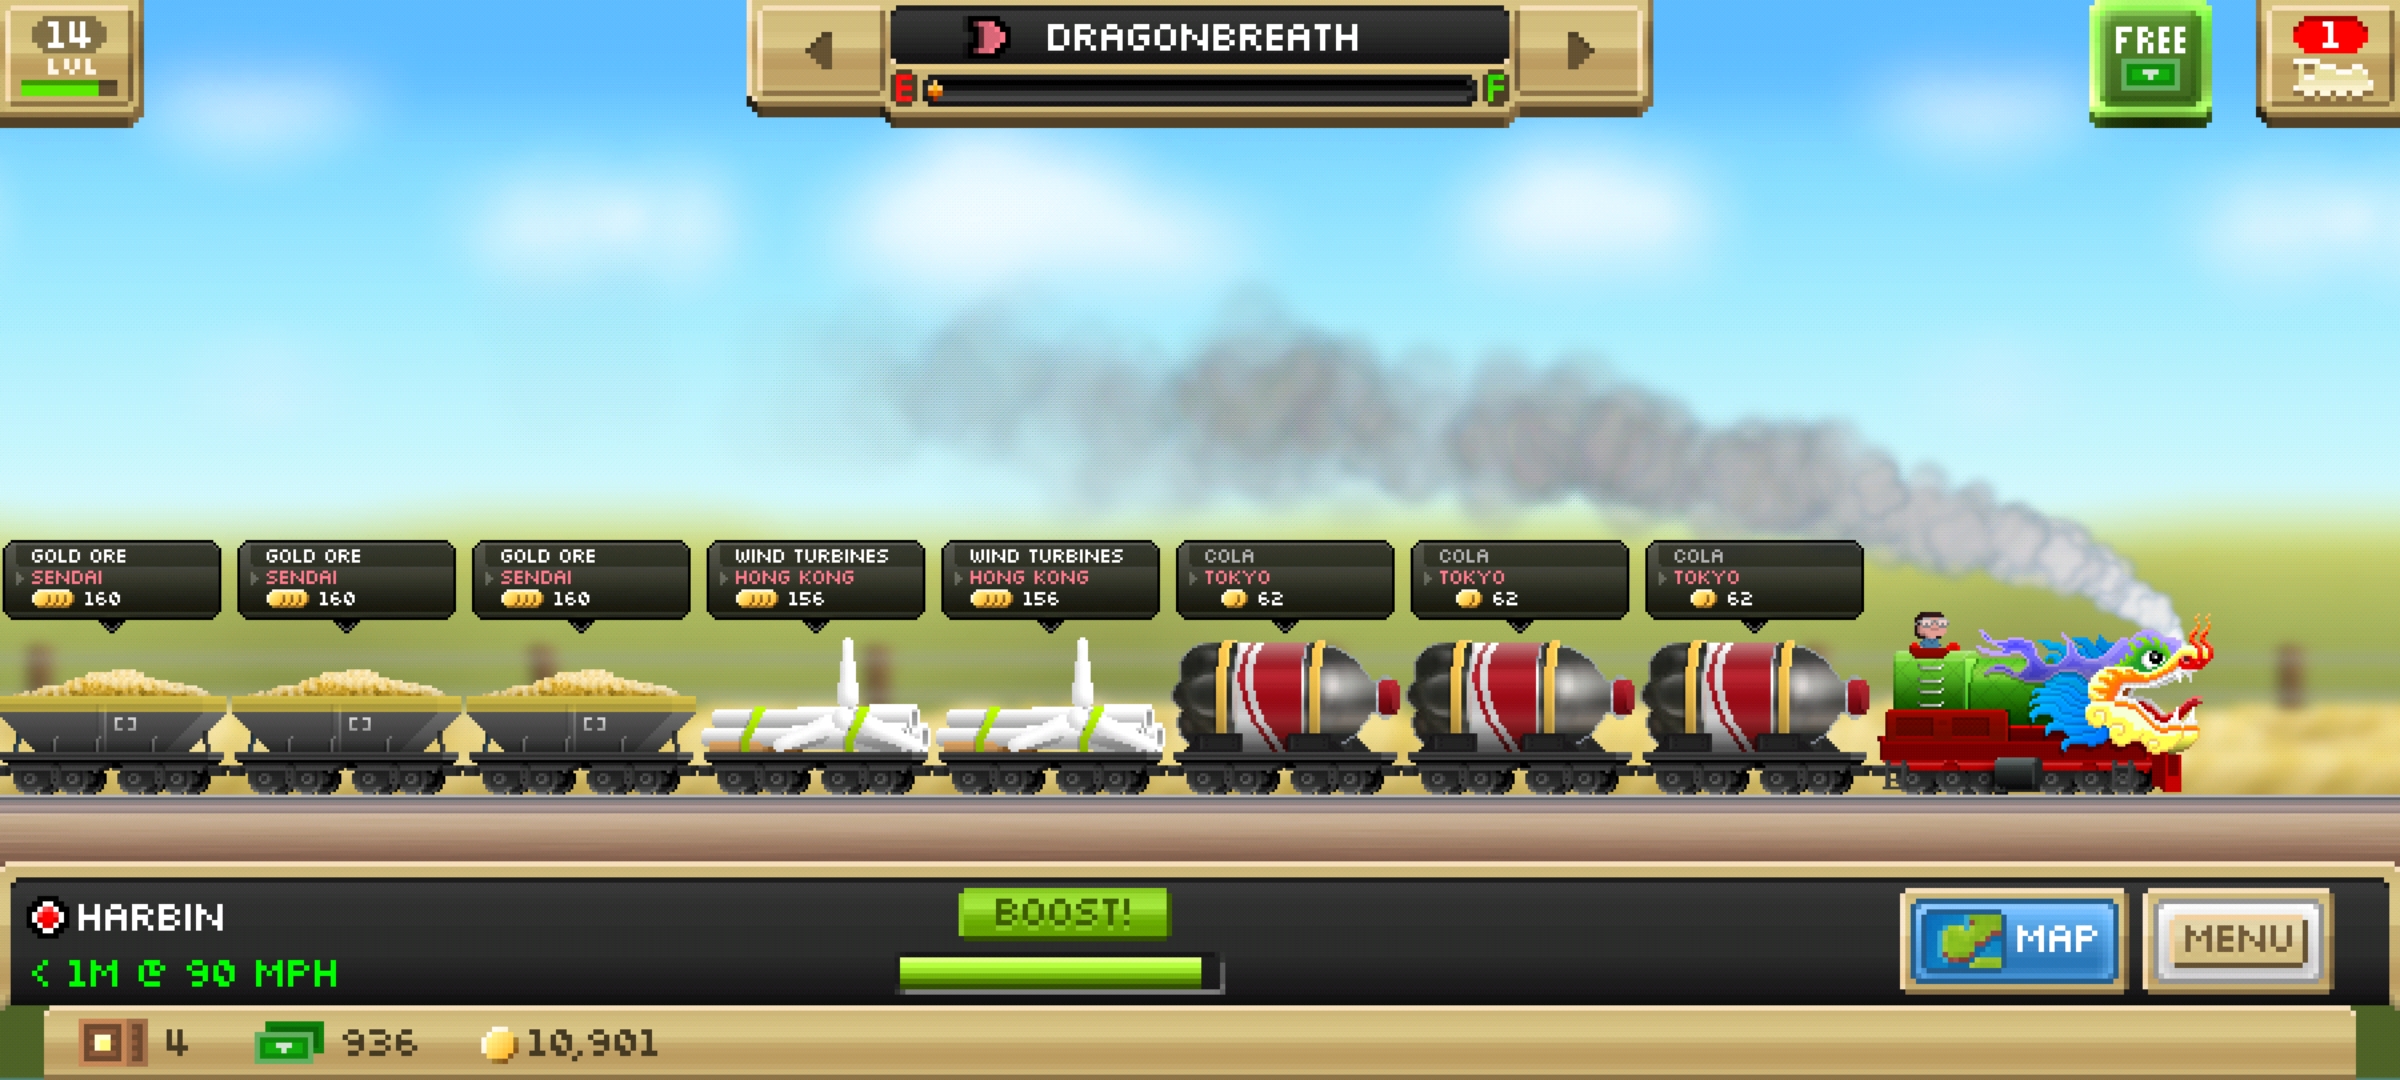 14
LVL
DRAGONBREATH
E F
FREE
1
GOLD ORE
SENDAI
160
GOLD ORE
SENDAI
160
GOLD ORE
SENDAI
160
WIND TURBINES
HONG KONG
156
WIND TURBINES
HONG KONG
156
COLA
TOKYO
62
COLA
TOKYO
62
COLA
TOKYO
62
HARBIN
< 1M @ 90 MPH
BOOST!
MAP
MENU
4
936
10,901